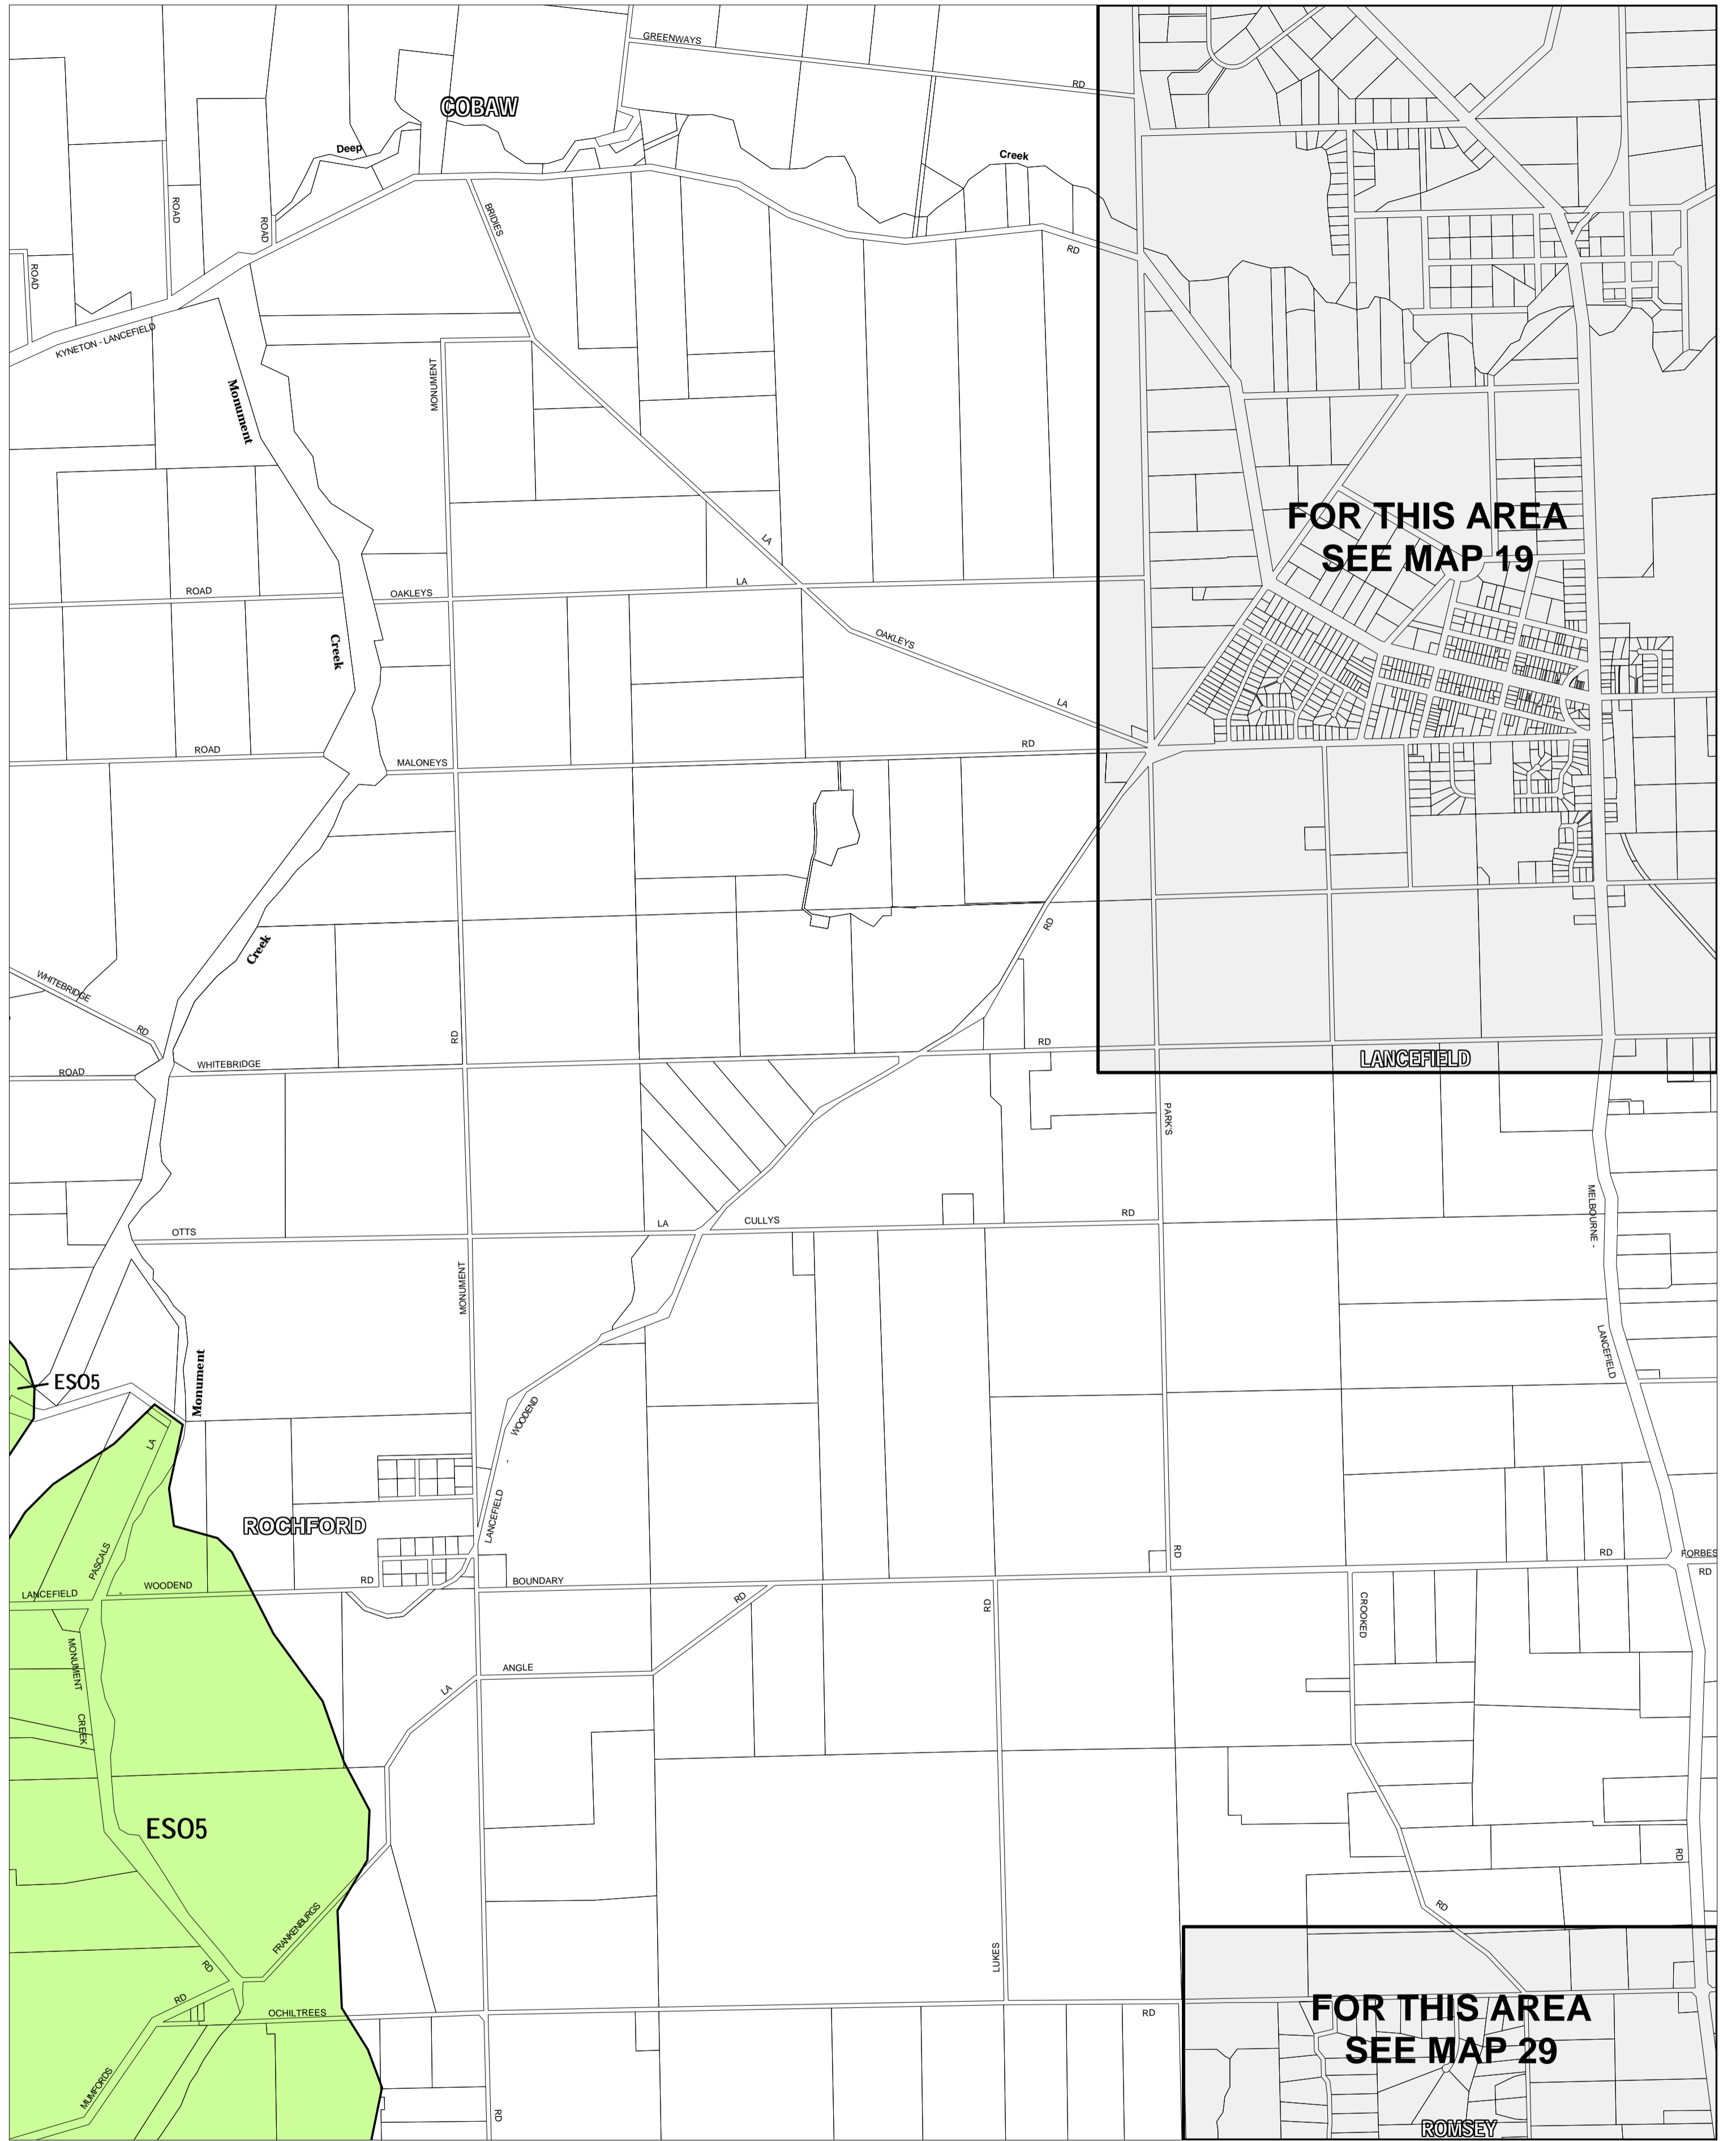 GREENWAYS
RD
COBAW
Deep
Creek
ROAD
ROAD
BRIDIES
RD
ROAD
KYNETON - LANCEFIELD
MONUMENT
Monument
FOR THIS AREA
SEE MAP 19
LA
LA
ROAD
OAKLEYS
Creek
OAKLEYS
LA
ROAD
MALONEYS
RD
RD
Creek
WHITEBRIDGE
RD
RD
RD
ROAD
WHITEBRIDGE
LANCEFIELD
PARK'S
MELBOURNE -
OTTS
LA
CULLYS
RD
MONUMENT
LANCEFIELD
Monument
ESO5
WOODEND
-
LA
LANCEFIELD
ROCHFORD
PASCALS
RD
RD
FORBES
RD
LANCEFIELD
-
WOODEND
RD
BOUNDARY
RD
RD
CROOKED
MONUMENT
ANGLE
LA
CREEK
ESO5
RD
RD
FRANKENBURGS
LUKES
RD
RD
OCHILTREES
RD
FOR THIS AREA
SEE MAP 29
MUMFORDS
RD
ROMSEY